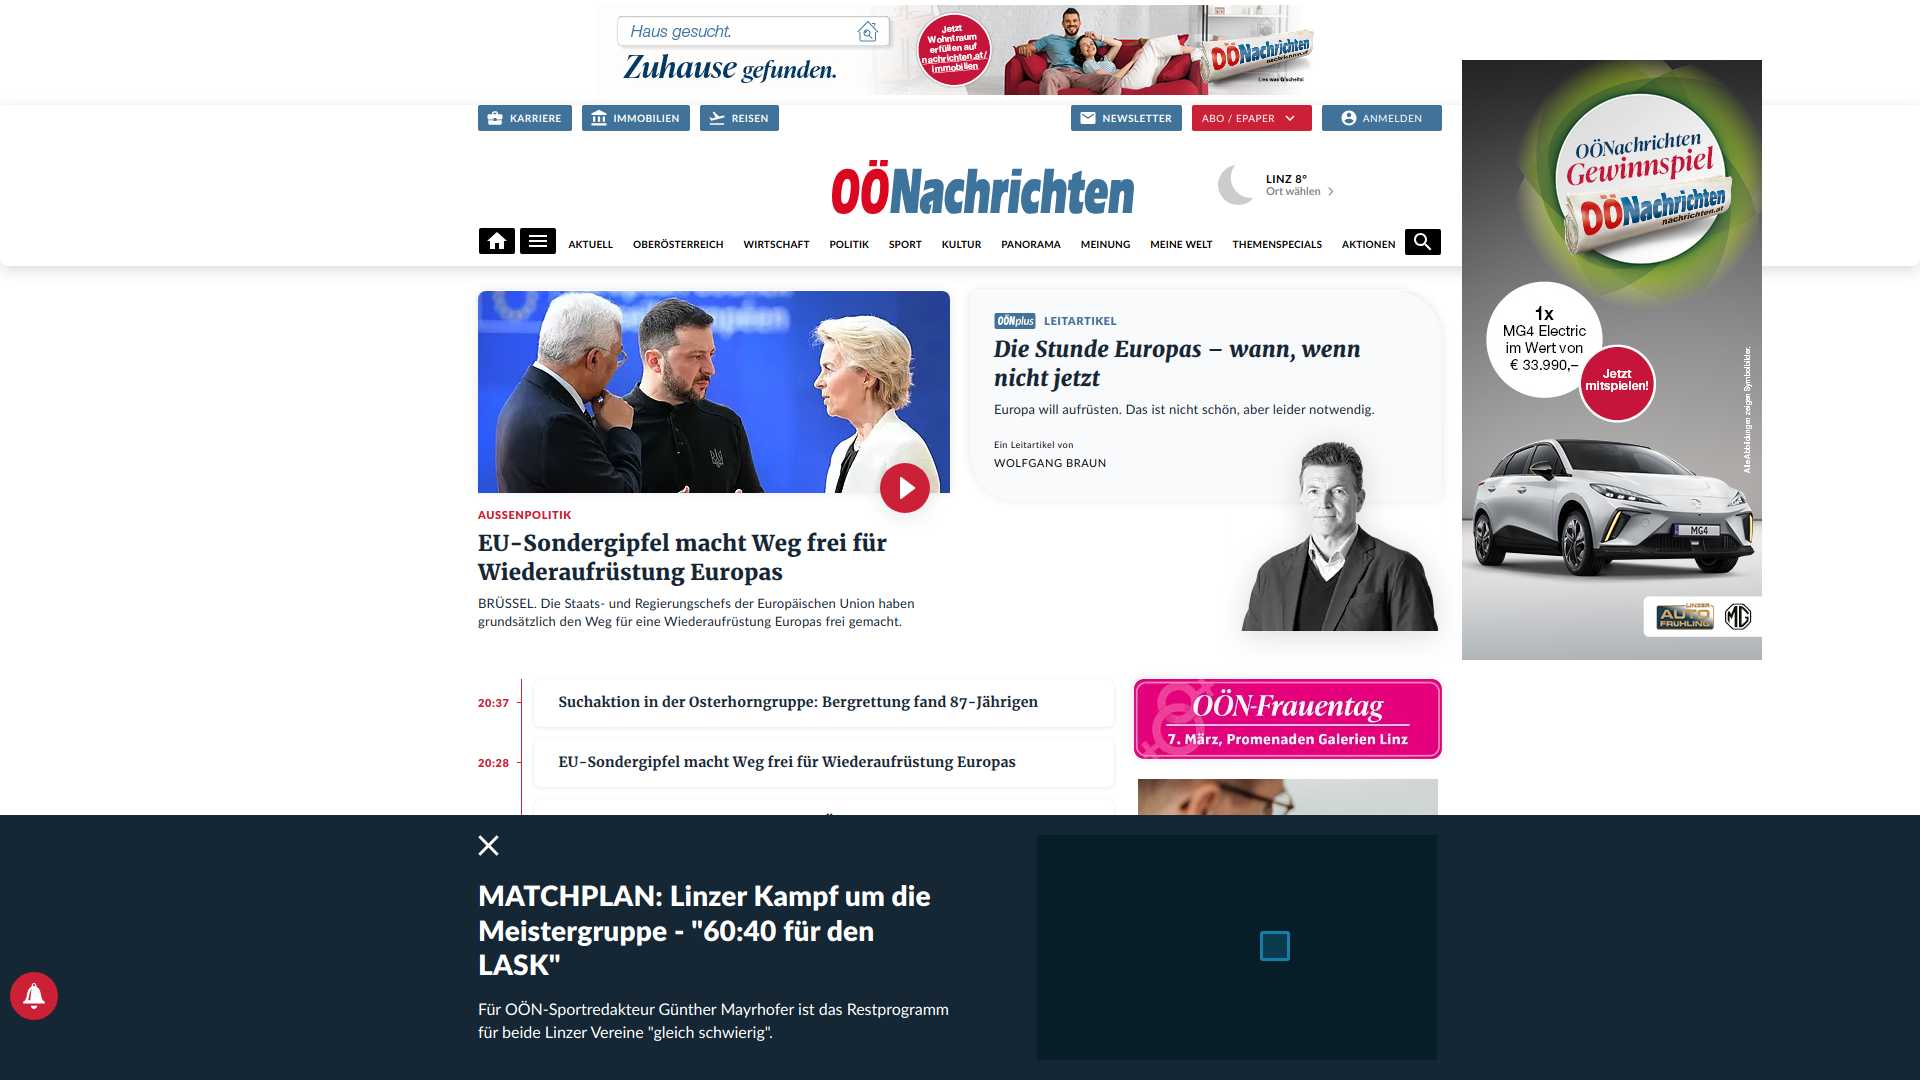 Haus gesucht.
Zuhause gefunden.
Jetzt
Wohntraum
erfüllen auf
nachrichten.at/
immobilien
OÖNachrichten
nachrichten.at
Lies was G'scheits!
KARRIERE
IMMOBILIEN
REISEN
NEWSLETTER
ABO / EPAPER
ANMELDEN
OÖNachrichten
LINZ 8°
Ort wählen
AKTUELL
OBERÖSTERREICH
WIRTSCHAFT
POLITIK
SPORT
KULTUR
PANORAMA
MEINUNG
MEINE WELT
THEMENSPECIALS
AKTIONEN
OÖNachrichten
Gewinnspiel
OÖNachrichten
nachrichten.at
1x
MG4 Electric
im Wert von
€ 33.990,–
Jetzt
mitspielen!
Alle Abbildungen zeigen Symbolbilder.
MG4
LINZER
AUTO
FRÜHLING
MG
AUSSENPOLITIK
EU-Sondergipfel macht Weg frei für
Wiederaufrüstung Europas
BRÜSSEL. Die Staats- und Regierungschefs der Europäischen Union haben
grundsätzlich den Weg für eine Wiederaufrüstung Europas frei gemacht.
OÖNplus LEITARTIKEL
Die Stunde Europas – wann, wenn
nicht jetzt
Europa will aufrüsten. Das ist nicht schön, aber leider notwendig.
Ein Leitartikel von
WOLFGANG BRAUN
20:37 Suchaktion in der Osterhorngruppe: Bergrettung fand 87-Jährigen
20:28 EU-Sondergipfel macht Weg frei für Wiederaufrüstung Europas
OÖN-Frauentag
7. März, Promenaden Galerien Linz
MATCHPLAN: Linzer Kampf um die
Meistergruppe - "60:40 für den
LASK"
Für OÖN-Sportredakteur Günther Mayrhofer ist das Restprogramm
für beide Linzer Vereine "gleich schwierig".